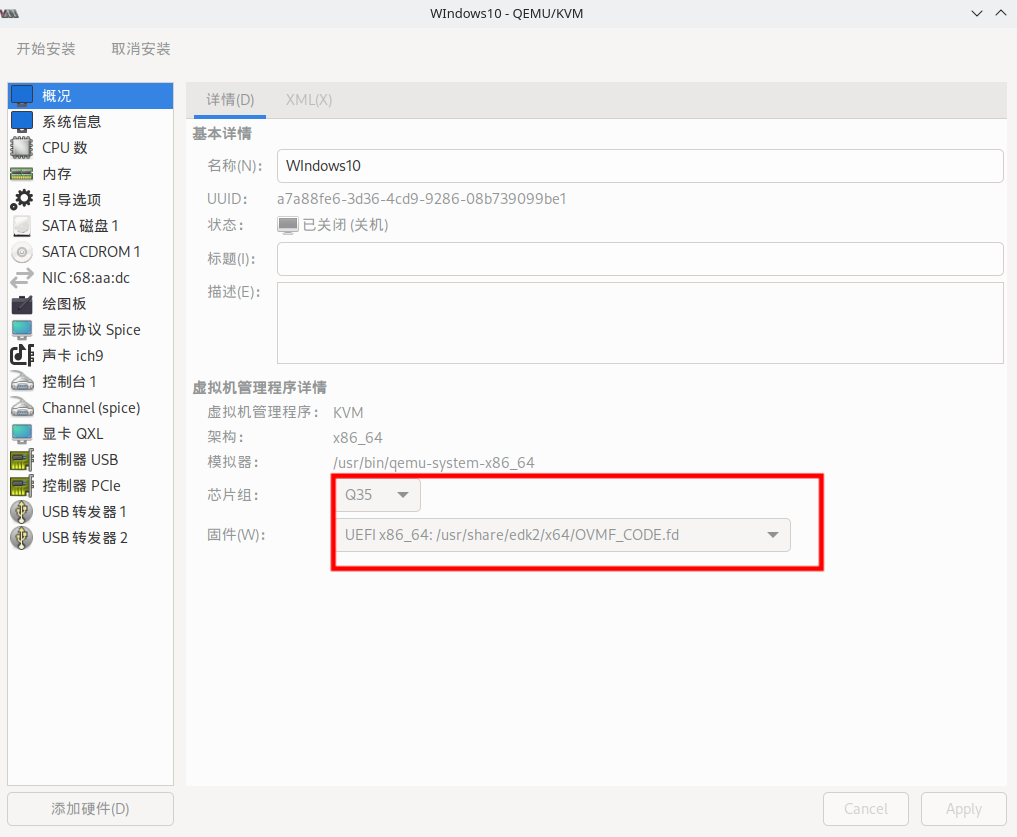 WIndows10 - QEMU/KVM
开始安装 取消安装
概况
系统信息
CPU 数
内存
引导选项
SATA 磁盘 1
SATA CDROM 1
NIC :68:aa:dc
绘图板
显示协议 Spice
声卡 ich9
控制台 1
Channel (spice)
显卡 QXL
控制器 USB
控制器 PCIe
USB 转发器 1
USB 转发器 2
添加硬件(D)
详情(D) XML(X)
基本详情
名称(N): WIndows10
UUID: a7a88fe6-3d36-4cd9-9286-08b739099be1
状态: 已关闭 (关机)
标题(I):
描述(E):
虚拟机管理程序详情
虚拟机管理程序: KVM
架构: x86_64
模拟器: /usr/bin/qemu-system-x86_64
芯片组: Q35
固件(W): UEFI x86_64: /usr/share/edk2/x64/OVMF_CODE.fd
Cancel Apply